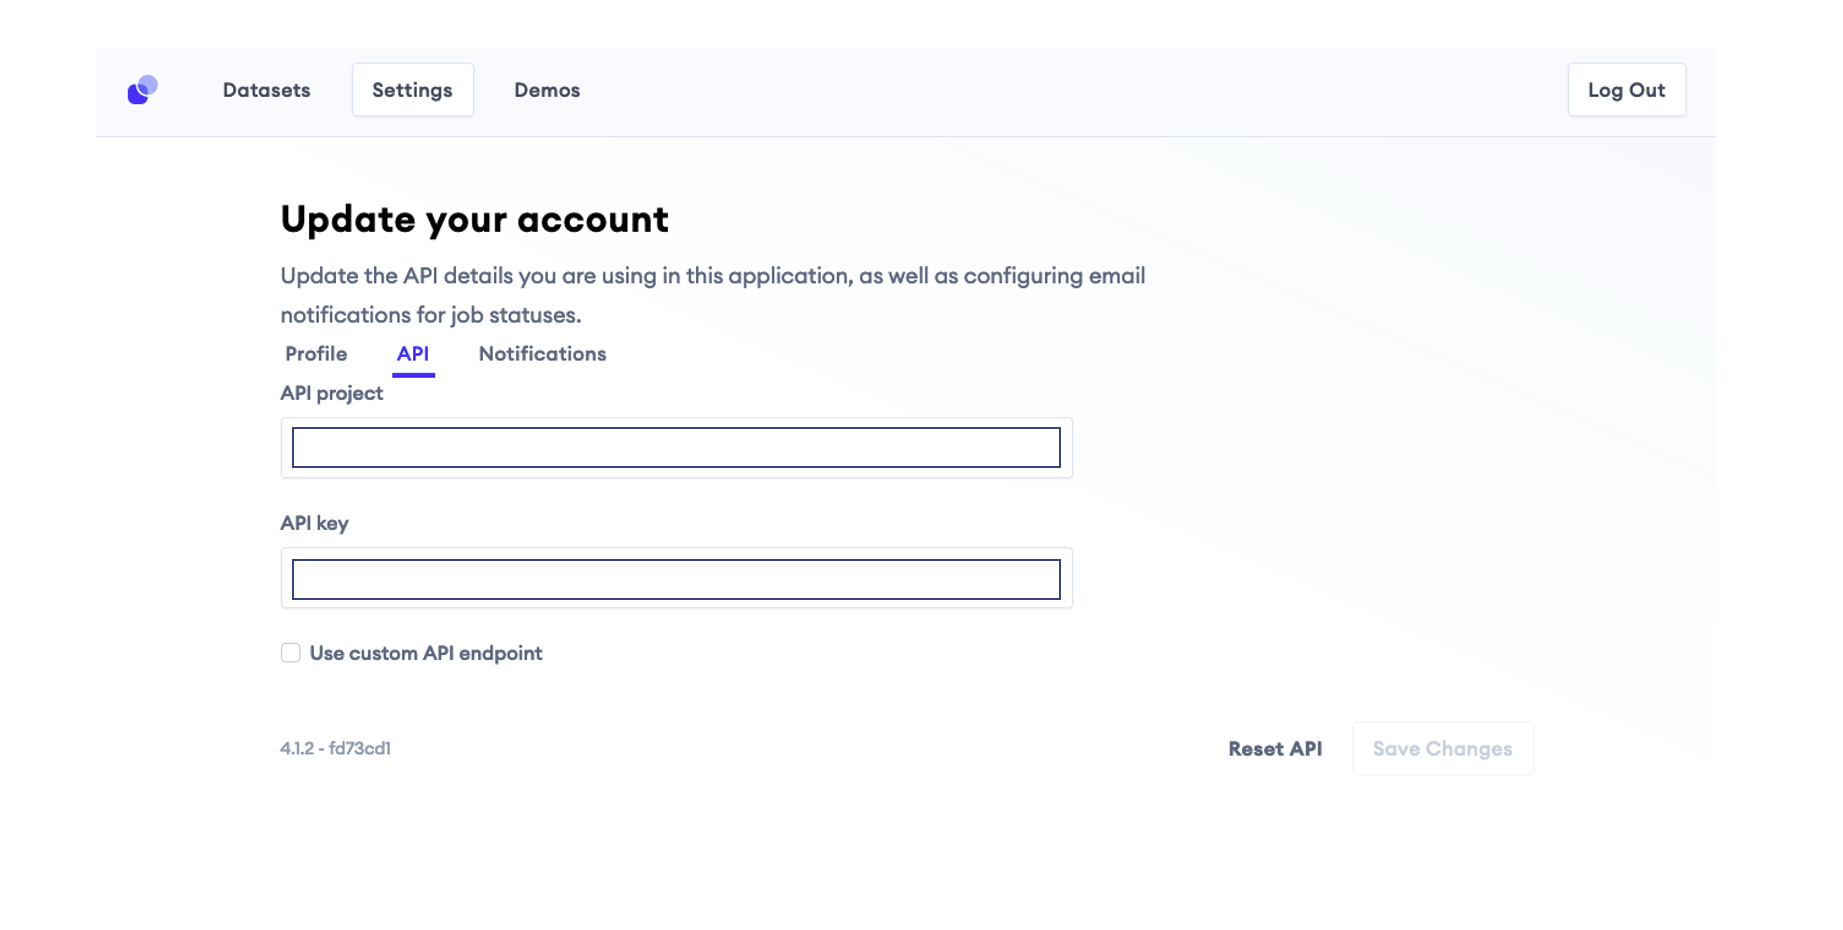 Datasets
Settings
Demos
Log Out
Update your account
Update the API details you are using in this application, as well as configuring email
notifications for job statuses.
Profile
API
Notifications
API project
API key
Use custom API endpoint
4.1.2 - fd73cd1
Reset API
Save Changes